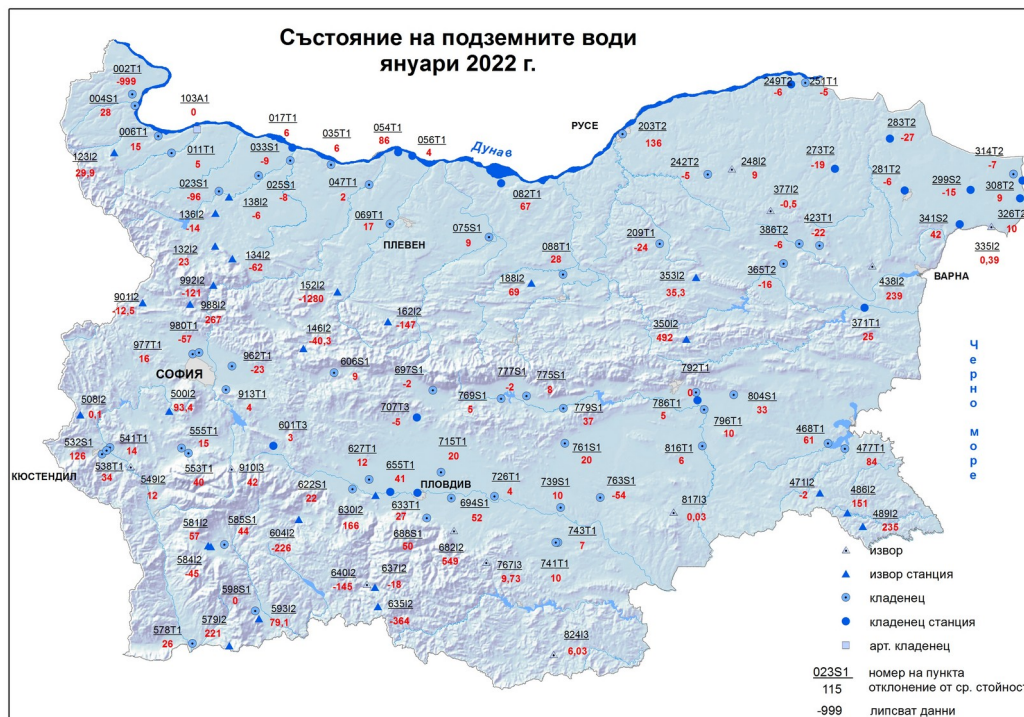 Състояние на подземните води
януари 2022 г.
002T1
-999
004S1
28
103A1
0
006T1
15
011T1
5
017T1
6
033S1
-9
035T1
6
054T1
86
056T1
4
Дунав
РУСЕ
203T2
136
249T2
-6
251T1
-5
283T2
-27
314T2
-7
123I2
29,9
023S1
-96
138I2
-6
025S1
-8
047T1
2
082T1
67
242T2
-5
248I2
9
273T2
-19
281T2
-6
299S2
-15
308T2
9
326T2
10
377I2
-0,5
136I2
-14
069T1
17
ПЛЕВЕН
075S1
9
088T1
28
209T1
-24
386T2
-6
423T1
-22
341S2
42
335I2
0,39
132I2
23
134I2
-62
992I2
-121
152I2
-1280
188I2
69
353I2
35,3
365T2
-16
438I2
239
ВАРНА
901I2
-12,5
988I2
267
162I2
-147
350I2
492
371T1
25
980T1
-57
146I2
-40,3
977T1
16
СОФИЯ
962T1
-23
606S1
9
697S1
-2
777S1
-2
775S1
8
792T1
0
Черно море
508I2
0,1
500I2
93,4
913T1
4
769S1
5
779S1
37
786T1
5
804S1
33
707T3
-5
796T1
10
532S1
126
541T1
14
555T1
15
601T3
3
627T1
12
715T1
20
761S1
20
816T1
6
468T1
61
477T1
84
КЮСТЕНДИЛ
538T1
34
549I2
12
553T1
40
910I3
42
622S1
22
655T1
41
ПЛОВДИВ
726T1
4
739S1
10
763S1
-54
471I2
-2
486I2
151
630I2
166
633T1
27
694S1
52
817I3
0,03
489I2
235
581I2
57
585S1
44
604I2
-226
688S1
50
682I2
549
743T1
7
584I2
-45
640I2
-145
637I2
-18
767I3
9,73
741T1
10
598S1
0
593I2
79,1
635I2
-364
578T1
26
579I2
221
824I3
6,03
извор
извор станция
кладенец
кладенец станция
арт. кладенец
023S1 номер на пункта
115 отклонение от ср. стойност
-999 липсват данни